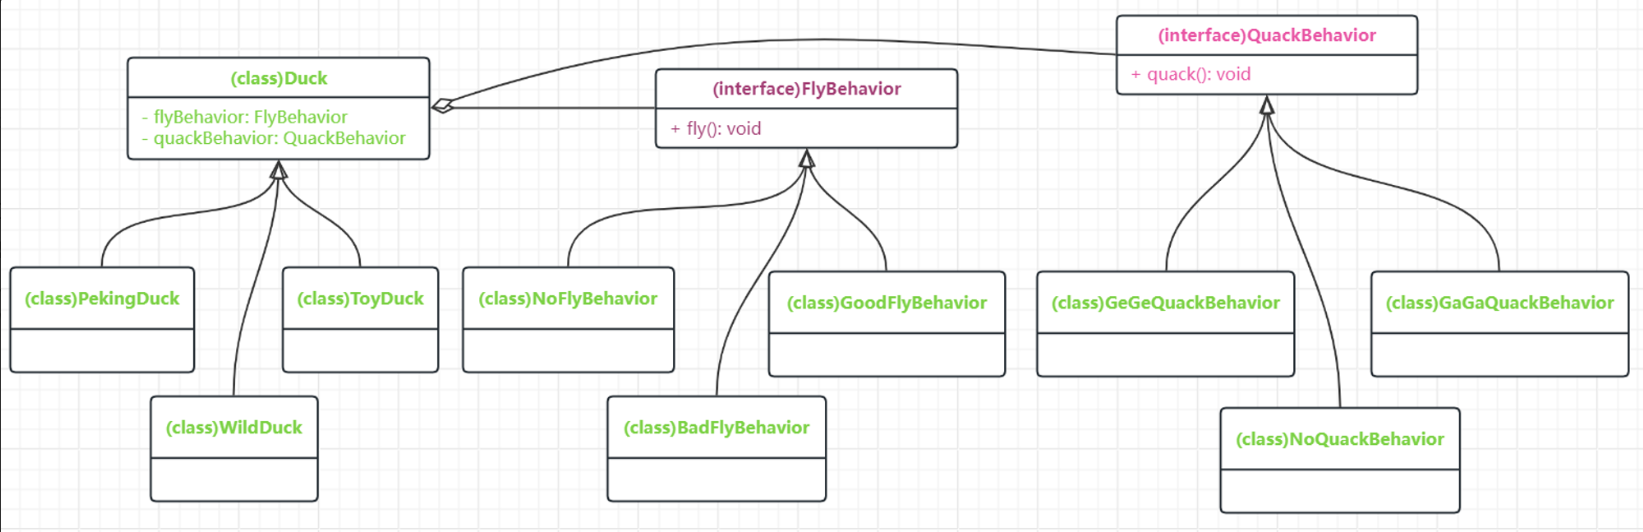 (class)Duck
- flyBehavior: FlyBehavior
- quackBehavior: QuackBehavior
(interface)FlyBehavior
+ fly(): void
(interface)QuackBehavior
+ quack(): void
(class)PekingDuck
(class)ToyDuck
(class)NoFlyBehavior
(class)GoodFlyBehavior
(class)GeGeQuackBehavior
(class)GaGaQuackBehavior
(class)WildDuck
(class)BadFlyBehavior
(class)NoQuackBehavior